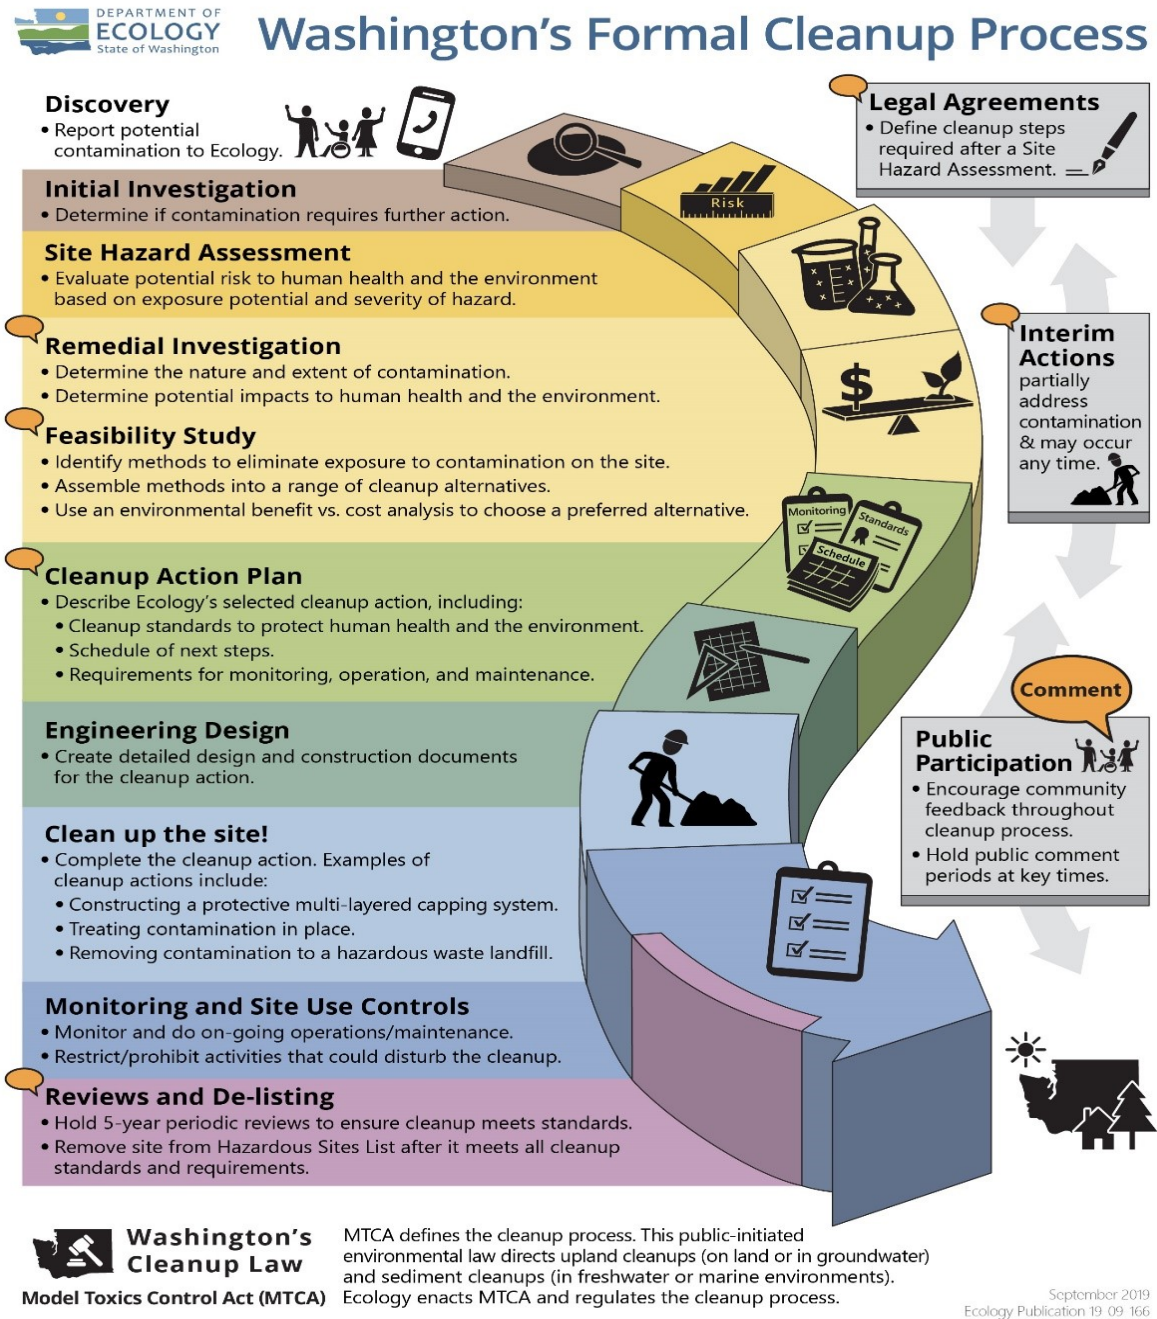 DEPARTMENT OF
ECOLOGY
State of Washington
Washington's Formal Cleanup Process
Discovery
• Report potential
contamination to Ecology.
Initial Investigation
• Determine if contamination requires further action.
Site Hazard Assessment
• Evaluate potential risk to human health and the environment
based on exposure potential and severity of hazard.
Remedial Investigation
• Determine the nature and extent of contamination.
• Determine potential impacts to human health and the environment.
Feasibility Study
• Identify methods to eliminate exposure to contamination on the site.
• Assemble methods into a range of cleanup alternatives.
• Use an environmental benefit vs. cost analysis to choose a preferred alternative.
Cleanup Action Plan
• Describe Ecology's selected cleanup action, including:
• Cleanup standards to protect human health and the environment.
• Schedule of next steps.
• Requirements for monitoring, operation, and maintenance.
Engineering Design
• Create detailed design and construction documents
for the cleanup action.
Clean up the site!
• Complete the cleanup action. Examples of
cleanup actions include:
• Constructing a protective multi-layered capping system.
• Treating contamination in place.
• Removing contamination to a hazardous waste landfill.
Monitoring and Site Use Controls
• Monitor and do on-going operations/maintenance.
• Restrict/prohibit activities that could disturb the cleanup.
Reviews and De-listing
• Hold 5-year periodic reviews to ensure cleanup meets standards.
• Remove site from Hazardous Sites List after it meets all cleanup
standards and requirements.
Risk
$
Monitoring
Standards
Schedule
Legal Agreements
• Define cleanup steps
required after a Site
Hazard Assessment.
Interim
Actions
partially
address
contamination
& may occur
any time.
Comment
Public
Participation
• Encourage community
feedback throughout
cleanup process.
• Hold public comment
periods at key times.
Washington's
Cleanup Law
Model Toxics Control Act (MTCA)
MTCA defines the cleanup process. This public-initiated
environmental law directs upland cleanups (on land or in groundwater)
and sediment cleanups (in freshwater or marine environments).
Ecology enacts MTCA and regulates the cleanup process.
September 2019
Ecology Publication 19 09 166